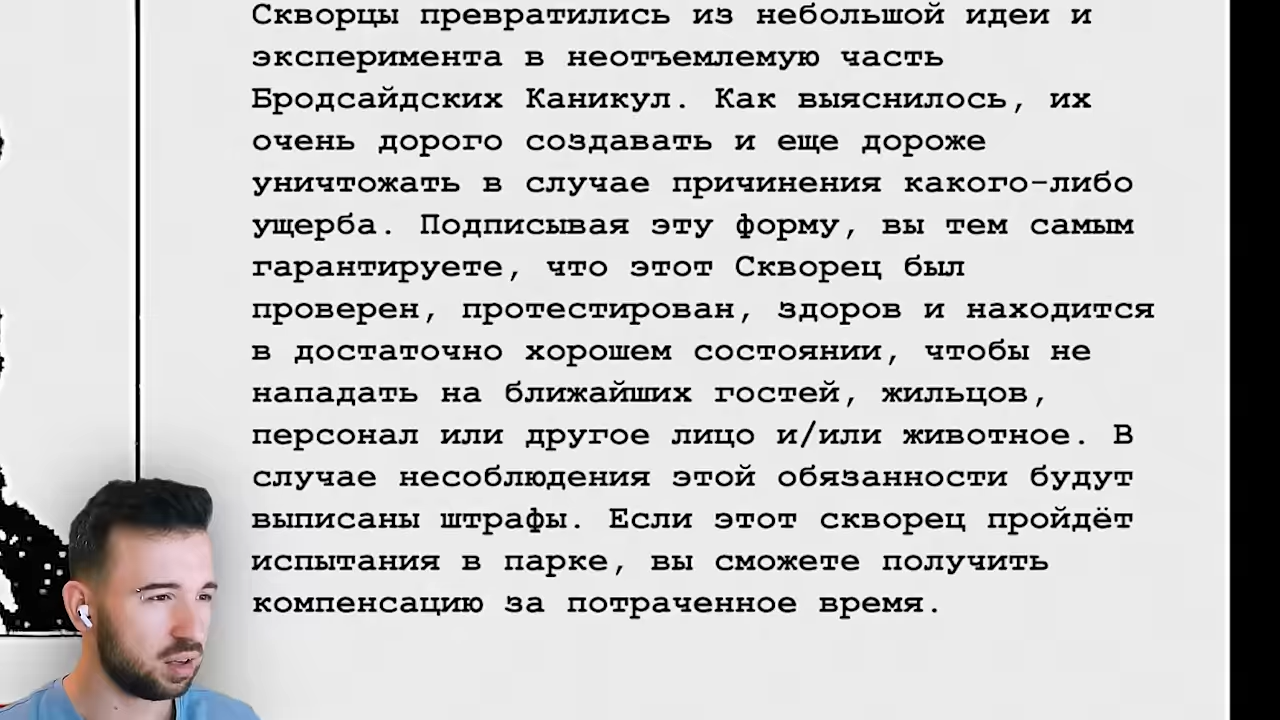 Скворцы превратились из небольшой идеи и
эксперимента в неотъемлемую часть
Бродсайдских Каникул. Как выяснилось, их
очень дорого создавать и еще дороже
уничтожать в случае причинения какого-либо
ущерба. Подписывая эту форму, вы тем самым
гарантируете, что этот Скворец был
проверен, протестирован, здоров и находится
в достаточно хорошем состоянии, чтобы не
нападать на ближайших гостей, жильцов,
персонал или другое лицо и/или животное. В
случае несоблюдения этой обязанности будут
выписаны штрафы. Если этот скворец пройдёт
испытания в парке, вы сможете получить
компенсацию за потраченное время.